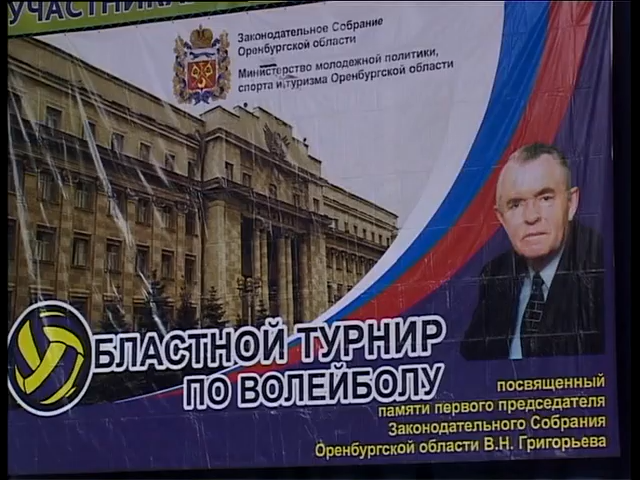 УЧАСТНИКА
Законодательное Собрание
Оренбургской области
Министерство молодежной политики,
спорта и туризма Оренбургской области
БЛАСТНОЙ ТУРНИР
ПО ВОЛЕЙБОЛУ
посвященный
памяти первого председателя
Законодательного Собрания
Оренбургской области В.Н. Григорьева